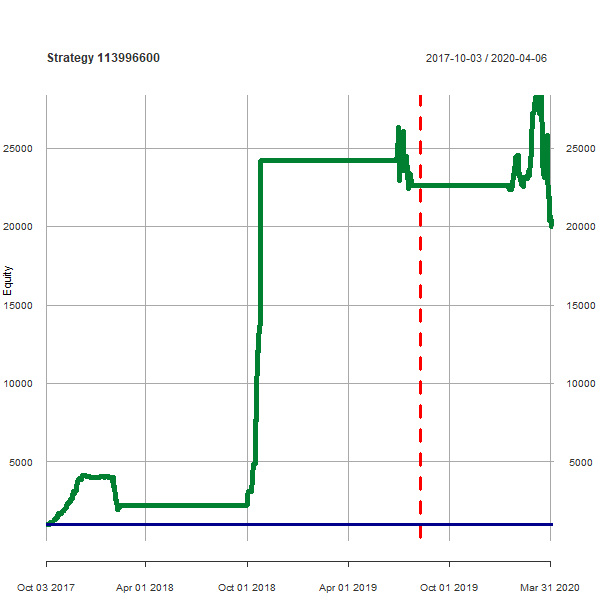 Strategy 113996600
2017-10-03 / 2020-04-06
25000
25000
20000
20000
Equity
15000
15000
10000
10000
5000
5000
Oct 03 2017
Apr 01 2018
Oct 01 2018
Apr 01 2019
Oct 01 2019
Mar 31 2020